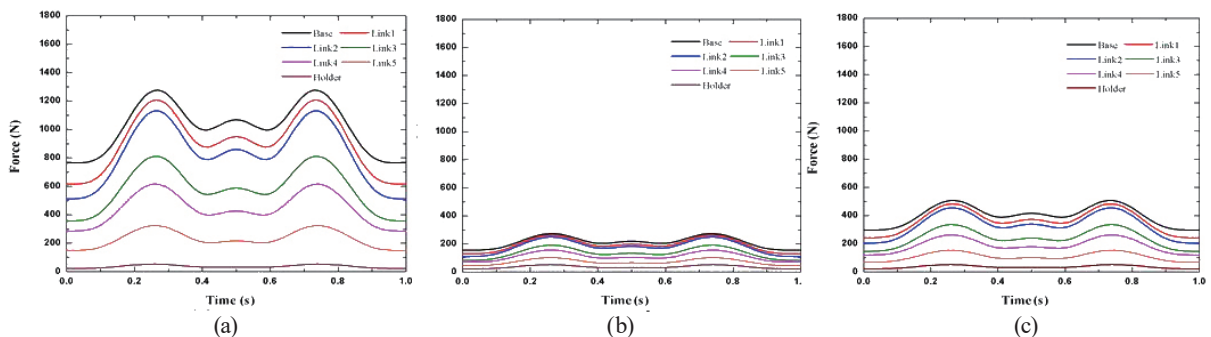 1800
1600
1400
1200
1000
800
600
400
200
0
Force (N)
Base Link1
Link2 Link3
Link4 Link5
Holder
0.0 0.2 0.4 0.6 0.8 1.0
Time (s)
(a)
1800
1600
1400
1200
1000
800
600
400
200
0
Base Link1
Link2 Link3
Link4 Link5
Holder
0.0 0.2 0.4 0.6 0.8 1.
Time (s)
(b)
1800
1600
1400
1200
1000
800
600
400
200
0
Force (N)
Base Link1
Link2 Link3
Link4 Link5
Holder
0.0 0.2 0.4 0.6 0.8 1.0
Time (s)
(c)